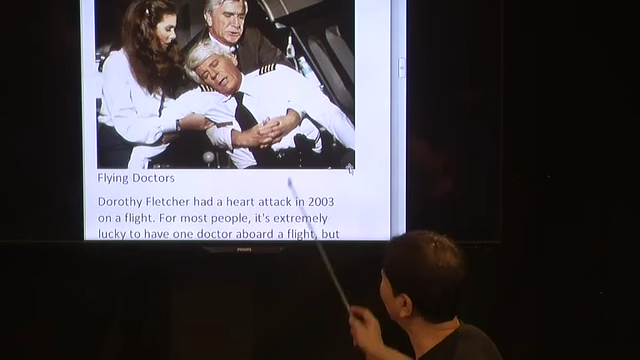 Flying Doctors
Dorothy Fletcher had a heart attack in 2003
on a flight. For most people, it's extremely
lucky to have one doctor aboard a flight, but
PHILIPS